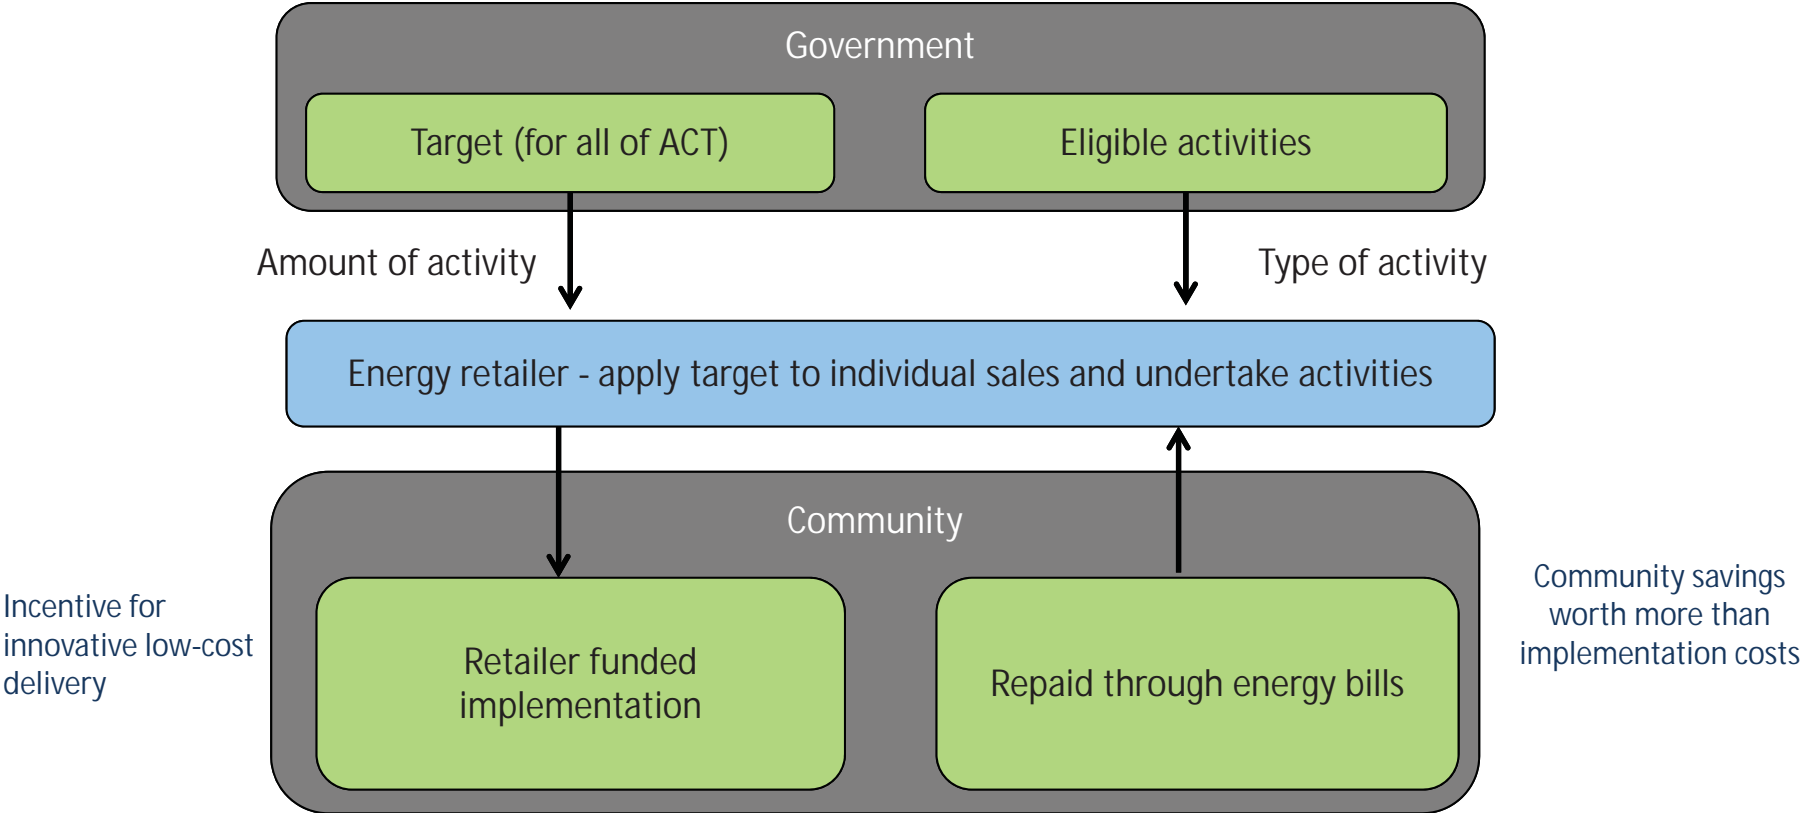 Government
Target (for all of ACT)
Eligible activities
Amount of activity
Type of activity
Energy retailer - apply target to individual sales and undertake activities
Community
Incentive for
innovative low-cost
delivery
Retailer funded
implementation
Repaid through energy bills
Community savings
worth more than
implementation costs